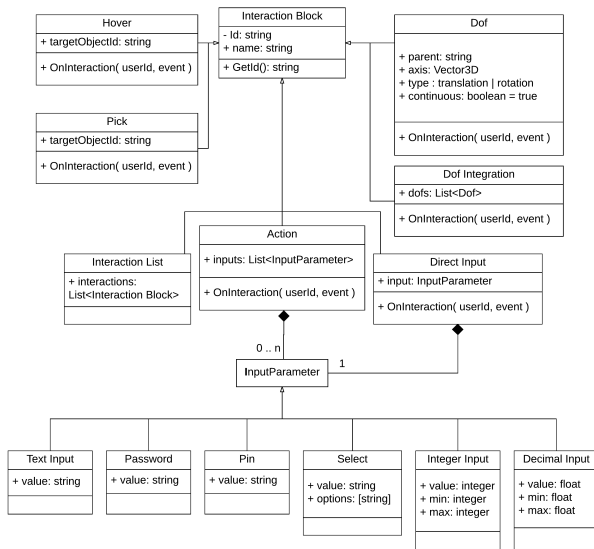 Hover
+ targetObjectId: string
+ OnInteraction( userId, event )
Interaction Block
- Id: string
+ name: string
+ GetId(): string
Dof
+ parent: string
+ axis: Vector3D
+ type : translation | rotation
+ continuous: boolean = true
+ OnInteraction( userId, event )
Pick
+ targetObjectId: string
+ OnInteraction( userId, event )
Dof Integration
+ dofs: List<Dof>
+ OnInteraction( userId, event )
Interaction List
+ interactions:
List<Interaction Block>
Action
+ inputs: List<InputParameter>
+ OnInteraction( userId, event )
Direct Input
+ input: InputParameter
+ OnInteraction( userId, event )
0 .. n
1
InputParameter
Text Input
+ value: string
Password
+ value: string
Pin
+ value: string
Select
+ value: string
+ options: [string]
Integer Input
+ value: integer
+ min: integer
+ max: integer
Decimal Input
+ value: float
+ min: float
+ max: float